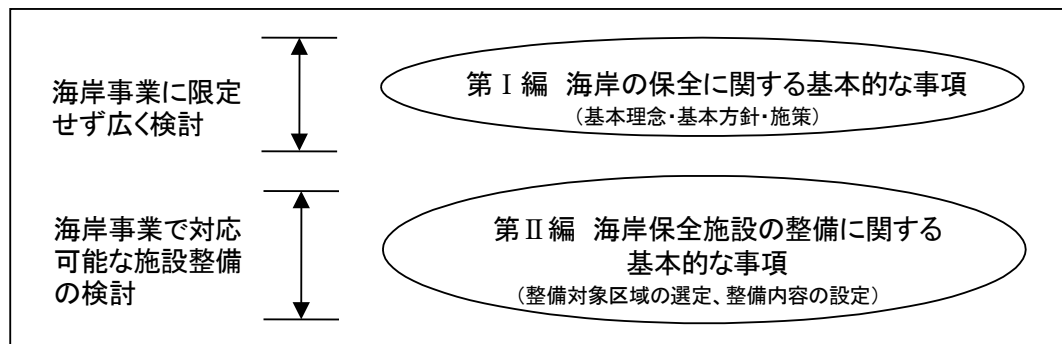 海岸事業に限定
せず広く検討
第Ⅰ編 海岸の保全に関する基本的な事項
（基本理念・基本方針・施策）
海岸事業で対応
可能な施設整備
の検討
第Ⅱ編 海岸保全施設の整備に関する
基本的な事項
（整備対象区域の選定、整備内容の設定）